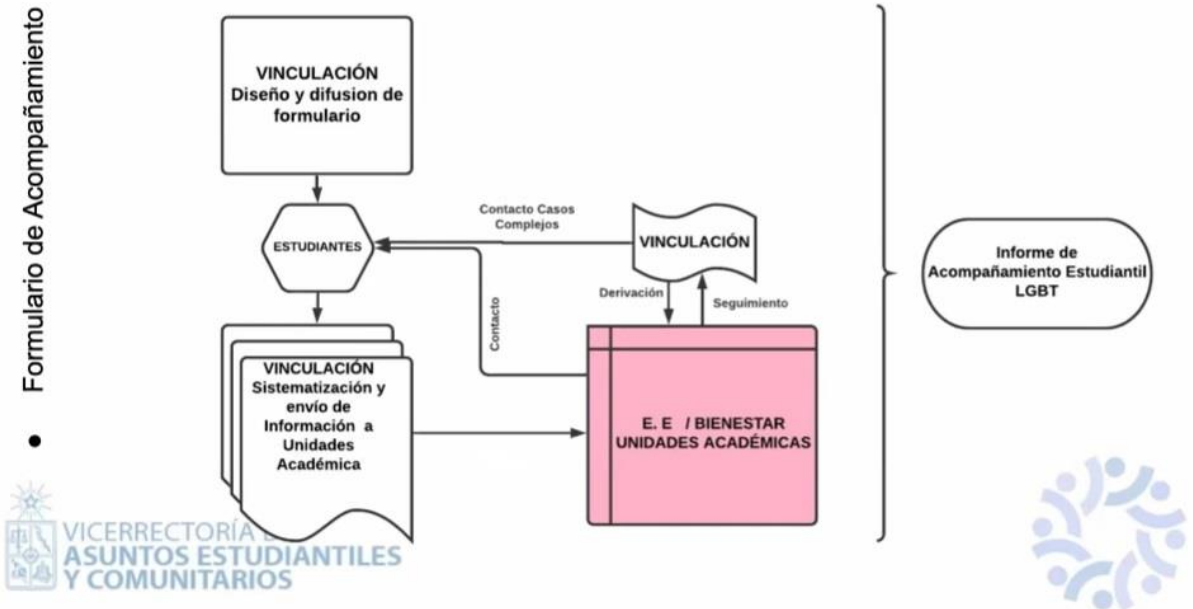 ● Formulario de Acompañamiento
VINCULACIÓN
Diseño y difusion de
formulario
ESTUDIANTES
Contacto Casos
Complejos
VINCULACIÓN
Derivación
Seguimiento
Contacto
VINCULACIÓN
Sistematización y
envío de
Información a
Unidades
Académica
E. E / BIENESTAR
UNIDADES ACADÉMICAS
Informe de
Acompañamiento Estudiantil
LGBT
VICERRECTORÍA
ASUNTOS ESTUDIANTILES
Y COMUNITARIOS